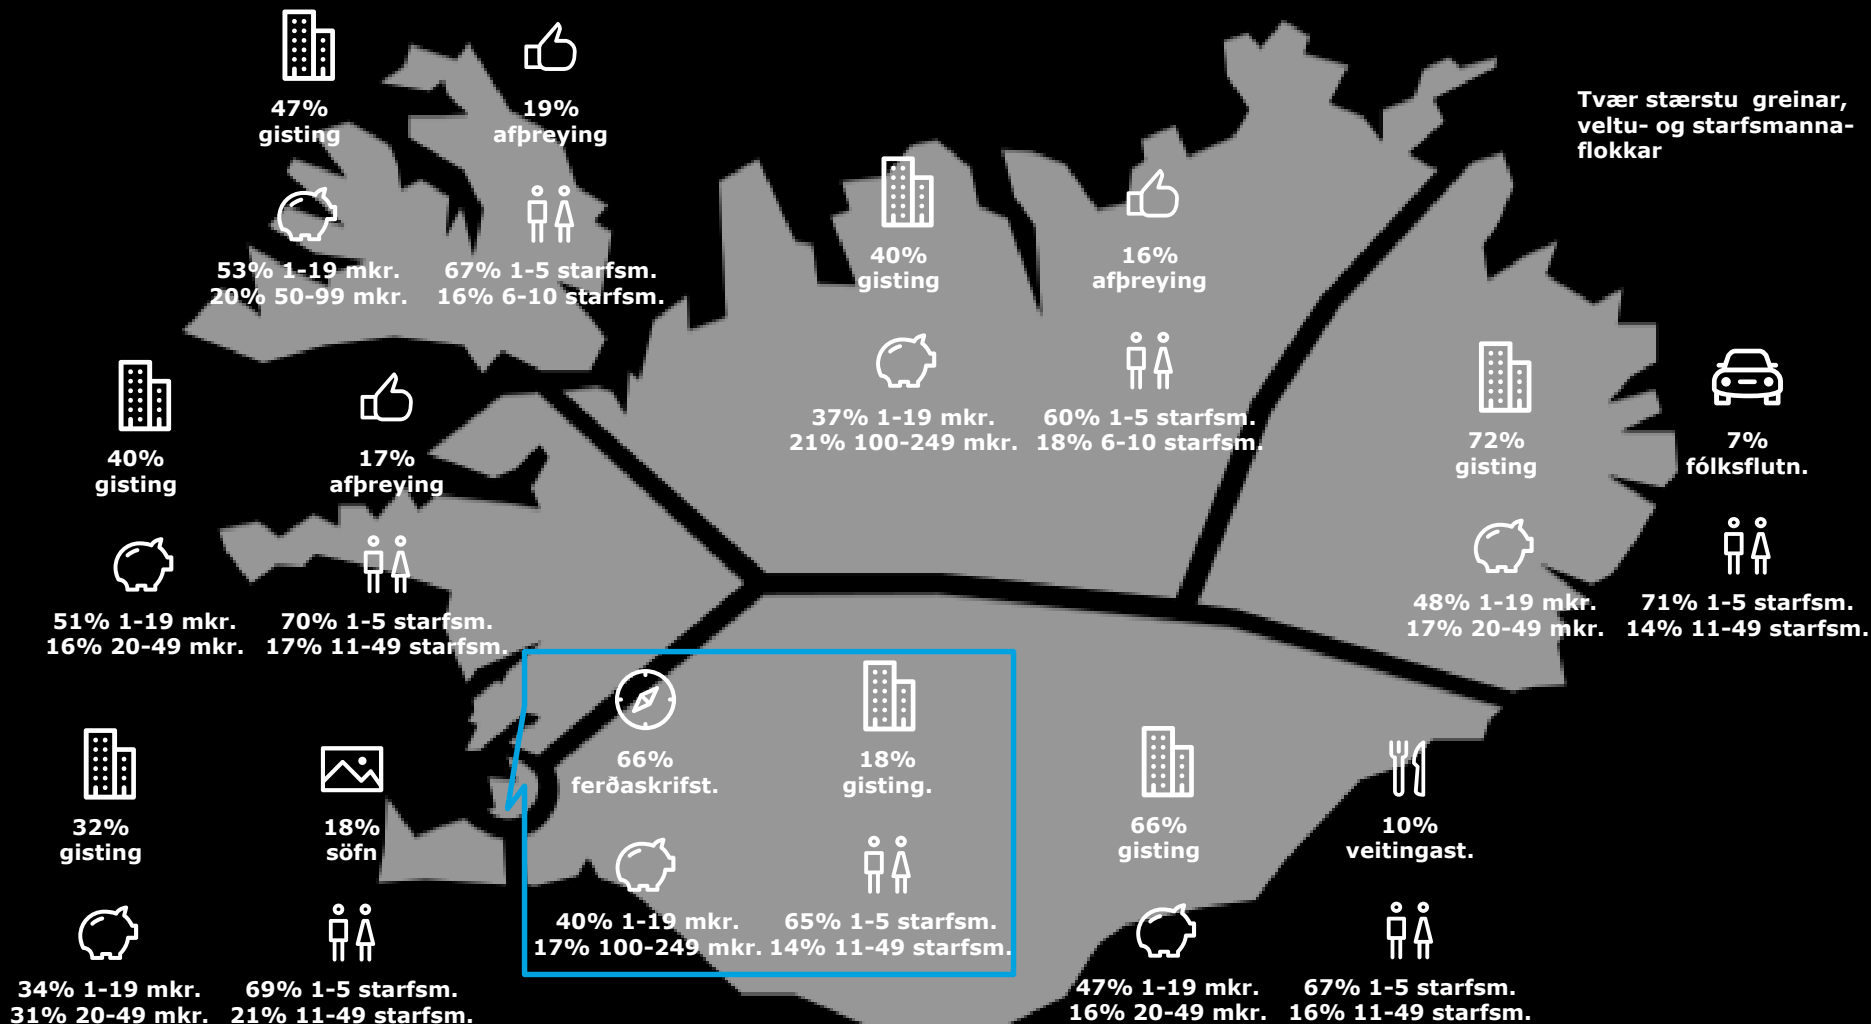 Tvær stærstu greinar,
veltu- og starfsmanna-
flokkar
47%
gisting
19%
afþreying
53% 1-19 mkr.
20% 50-99 mkr.
67% 1-5 starfsm.
16% 6-10 starfsm.
40%
gisting
16%
afþreying
37% 1-19 mkr.
21% 100-249 mkr.
60% 1-5 starfsm.
18% 6-10 starfsm.
72%
gisting
7%
fólksflutn.
48% 1-19 mkr.
17% 20-49 mkr.
71% 1-5 starfsm.
14% 11-49 starfsm.
40%
gisting
17%
afþreying
51% 1-19 mkr.
16% 20-49 mkr.
70% 1-5 starfsm.
17% 11-49 starfsm.
66%
ferðaskrifst.
18%
gisting.
40% 1-19 mkr.
17% 100-249 mkr.
65% 1-5 starfsm.
14% 11-49 starfsm.
32%
gisting
18%
söfn
34% 1-19 mkr.
31% 20-49 mkr.
69% 1-5 starfsm.
21% 11-49 starfsm.
66%
gisting
10%
veitingast.
47% 1-19 mkr.
16% 20-49 mkr.
67% 1-5 starfsm.
16% 11-49 starfsm.